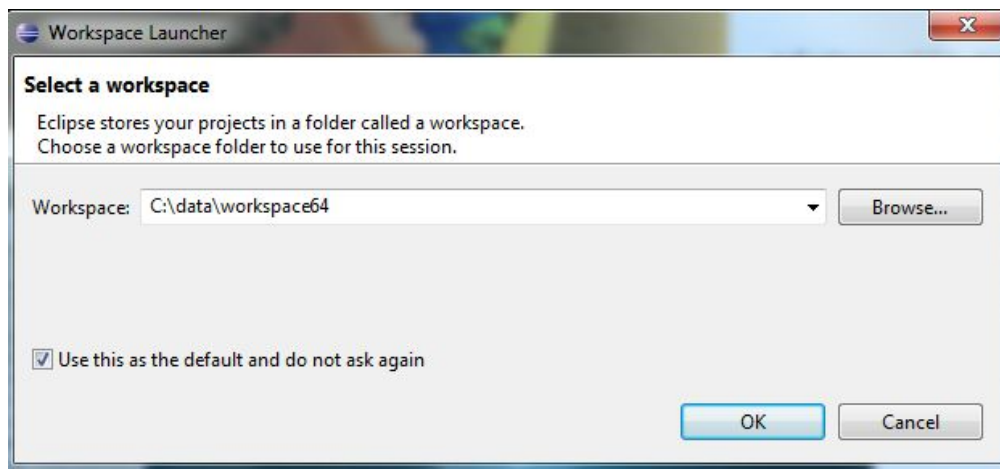 Workspace Launcher
Select a workspace
Eclipse stores your projects in a folder called a workspace.
Choose a workspace folder to use for this session.
Workspace: C:\data\workspace64 Browse...
Use this as the default and do not ask again
OK Cancel